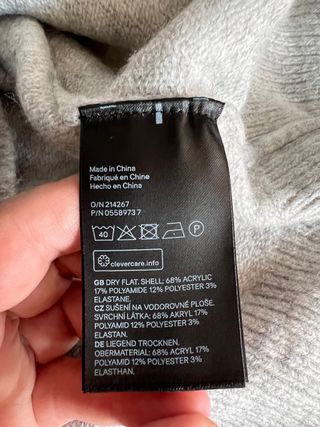 Made in China
Fabriqué en Chine
Hecho en China
O/N 214267
P/N 0558973 7
40 P
clevercare.info
GB DRY FLAT. SHELL: 68% ACRYLIC
17% POLYAMIDE 12% POLYESTER 3%
ELASTANE.
CZ SUŠENÍ NA VODOROVNÉ PLOŠE.
SVRCHNÍ LÁTKA: 68% AKRYL 17%
POLYAMID 12% POLYESTER 3%
ELASTAN.
DE LIEGEND TROCKNEN.
OBERMATERIAL: 68% ACRYL 17%
POLYAMID 12% POLYESTER 3%
ELASTHAN.